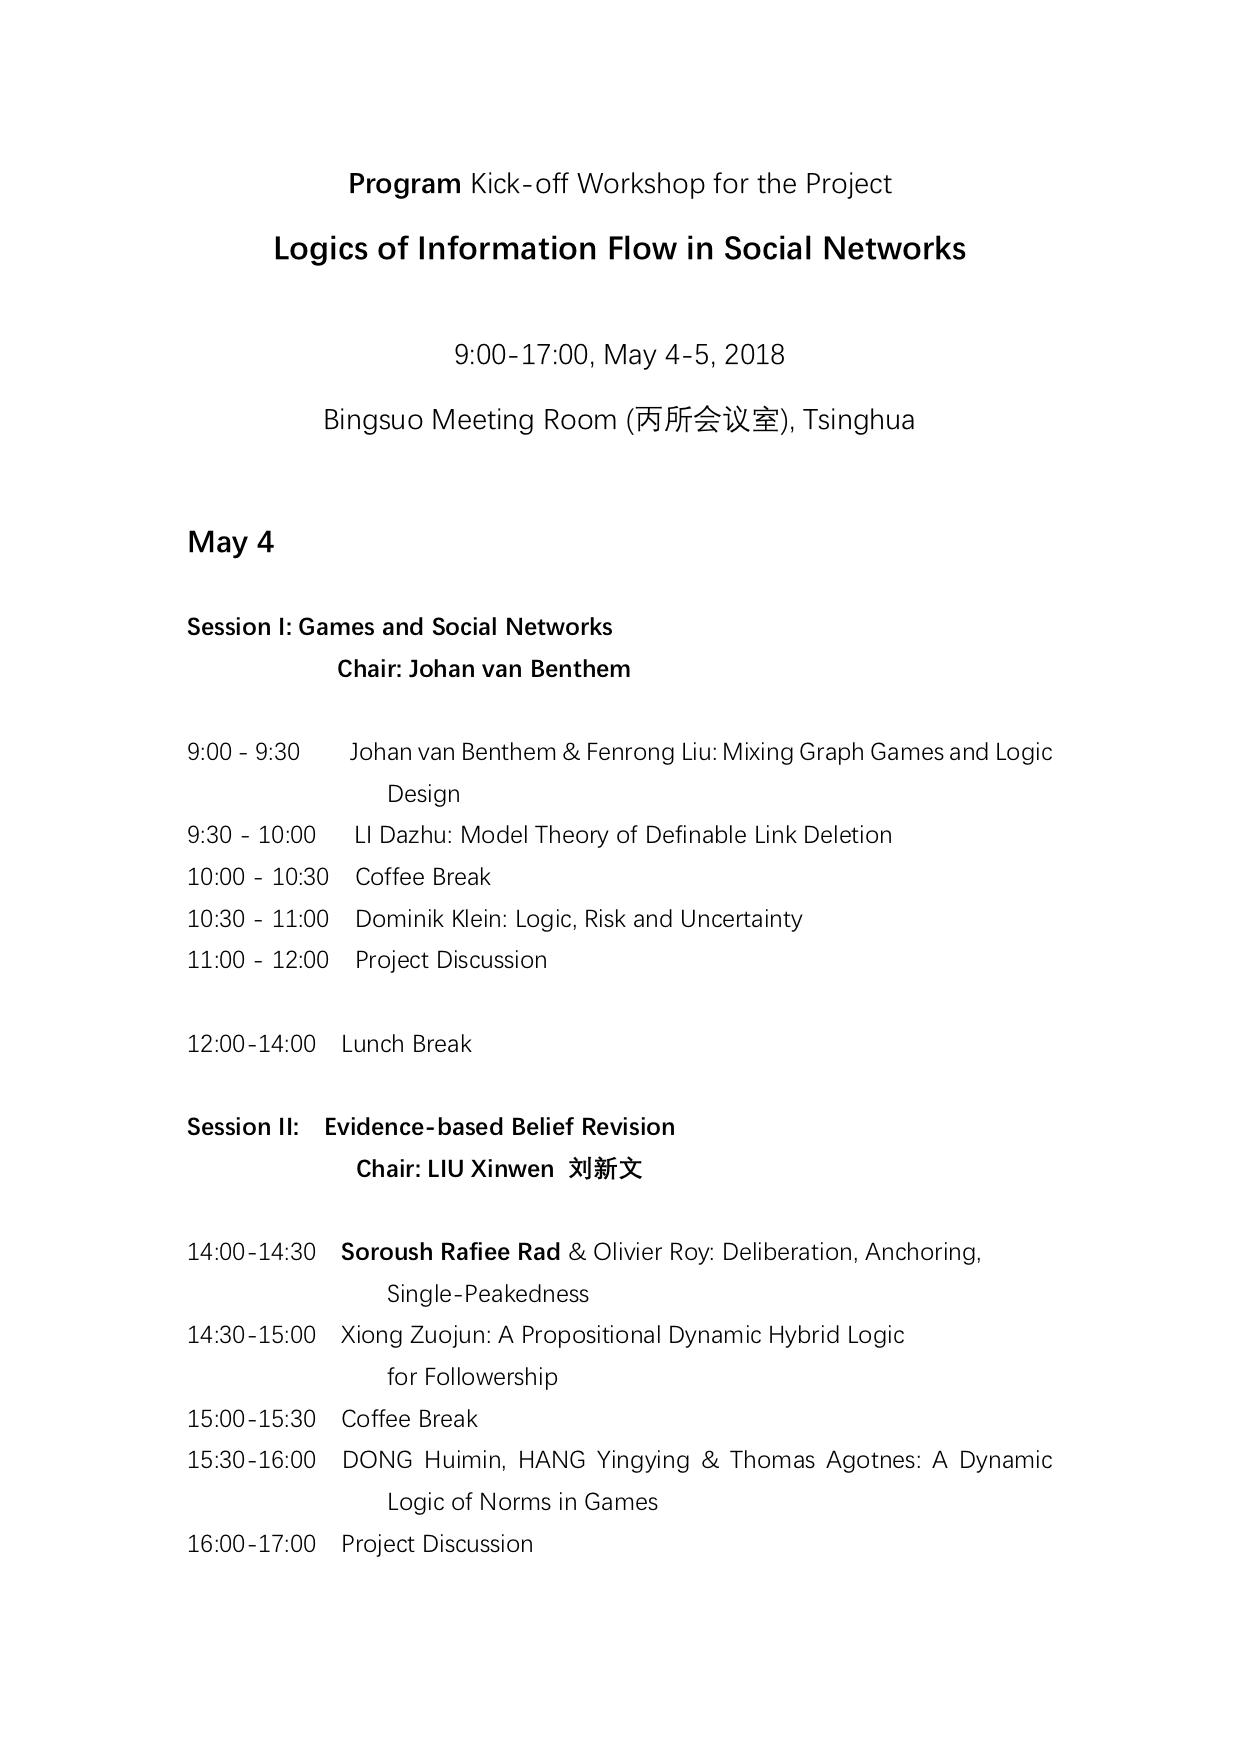 Program Kick-off Workshop for the Project
Logics of Information Flow in Social Networks
9:00-17:00, May 4-5, 2018
Bingsuo Meeting Room (丙所会议室), Tsinghua
May 4
Session I: Games and Social Networks
Chair: Johan van Benthem
9:00 - 9:30 Johan van Benthem & Fenrong Liu: Mixing Graph Games and Logic
Design
9:30 - 10:00 LI Dazhu: Model Theory of Definable Link Deletion
10:00 - 10:30 Coffee Break
10:30 - 11:00 Dominik Klein: Logic, Risk and Uncertainty
11:00 - 12:00 Project Discussion
12:00-14:00 Lunch Break
Session II: Evidence-based Belief Revision
Chair: LIU Xinwen 刘新文
14:00-14:30 Soroush Rafiee Rad & Olivier Roy: Deliberation, Anchoring,
Single-Peakedness
14:30-15:00 Xiong Zuojun: A Propositional Dynamic Hybrid Logic
for Followership
15:00-15:30 Coffee Break
15:30-16:00 DONG Huimin, HANG Yingying & Thomas Agotnes: A Dynamic
Logic of Norms in Games
16:00-17:00 Project Discussion